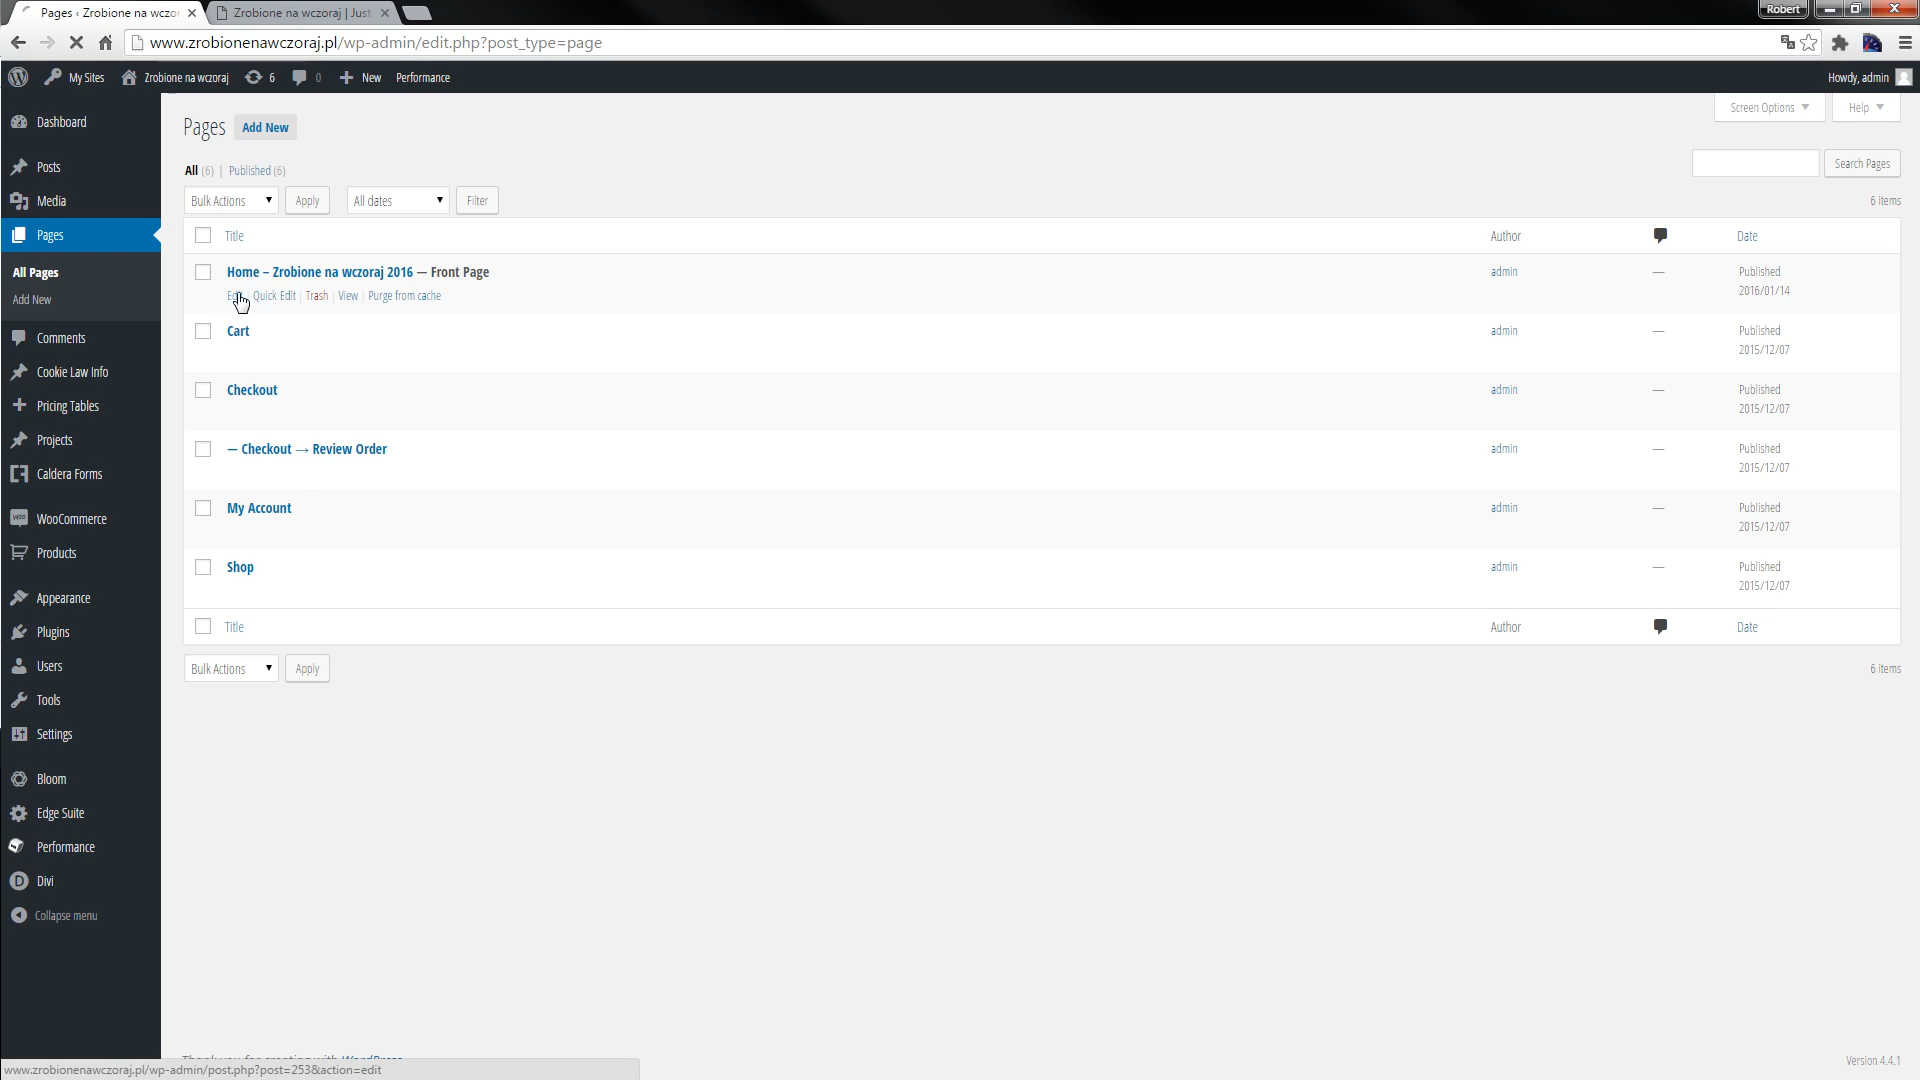 Pages ‹ Zrobione na wczo
Zrobione na wczoraj | Just
Robert
www.zrobionenawczoraj.pl/wp-admin/edit.php?post_type=page
My Sites
Zrobione na wczoraj
6
0
New
Performance
Howdy, admin
Dashboard
Posts
Media
Pages
All Pages
Add New
Comments
Cookie Law Info
Pricing Tables
Projects
Caldera Forms
WooCommerce
Products
Appearance
Plugins
Users
Tools
Settings
Bloom
Edge Suite
Performance
Divi
Collapse menu
Screen Options
Help
Pages
Add New
All (6) | Published (6)
Search Pages
Bulk Actions
Apply
All dates
Filter
6 items
Title
Author
Date
Home – Zrobione na wczoraj 2016 — Front Page
admin
—
Published
2016/01/14
Edit | Quick Edit | Trash | View | Purge from cache
Cart
admin
—
Published
2015/12/07
Checkout
admin
—
Published
2015/12/07
— Checkout → Review Order
admin
—
Published
2015/12/07
My Account
admin
—
Published
2015/12/07
Shop
admin
—
Published
2015/12/07
Title
Author
Date
Bulk Actions
Apply
6 items
Thank you for creating with WordPress
Version 4.4.1
www.zrobionenawczoraj.pl/wp-admin/post.php?post=253&action=edit